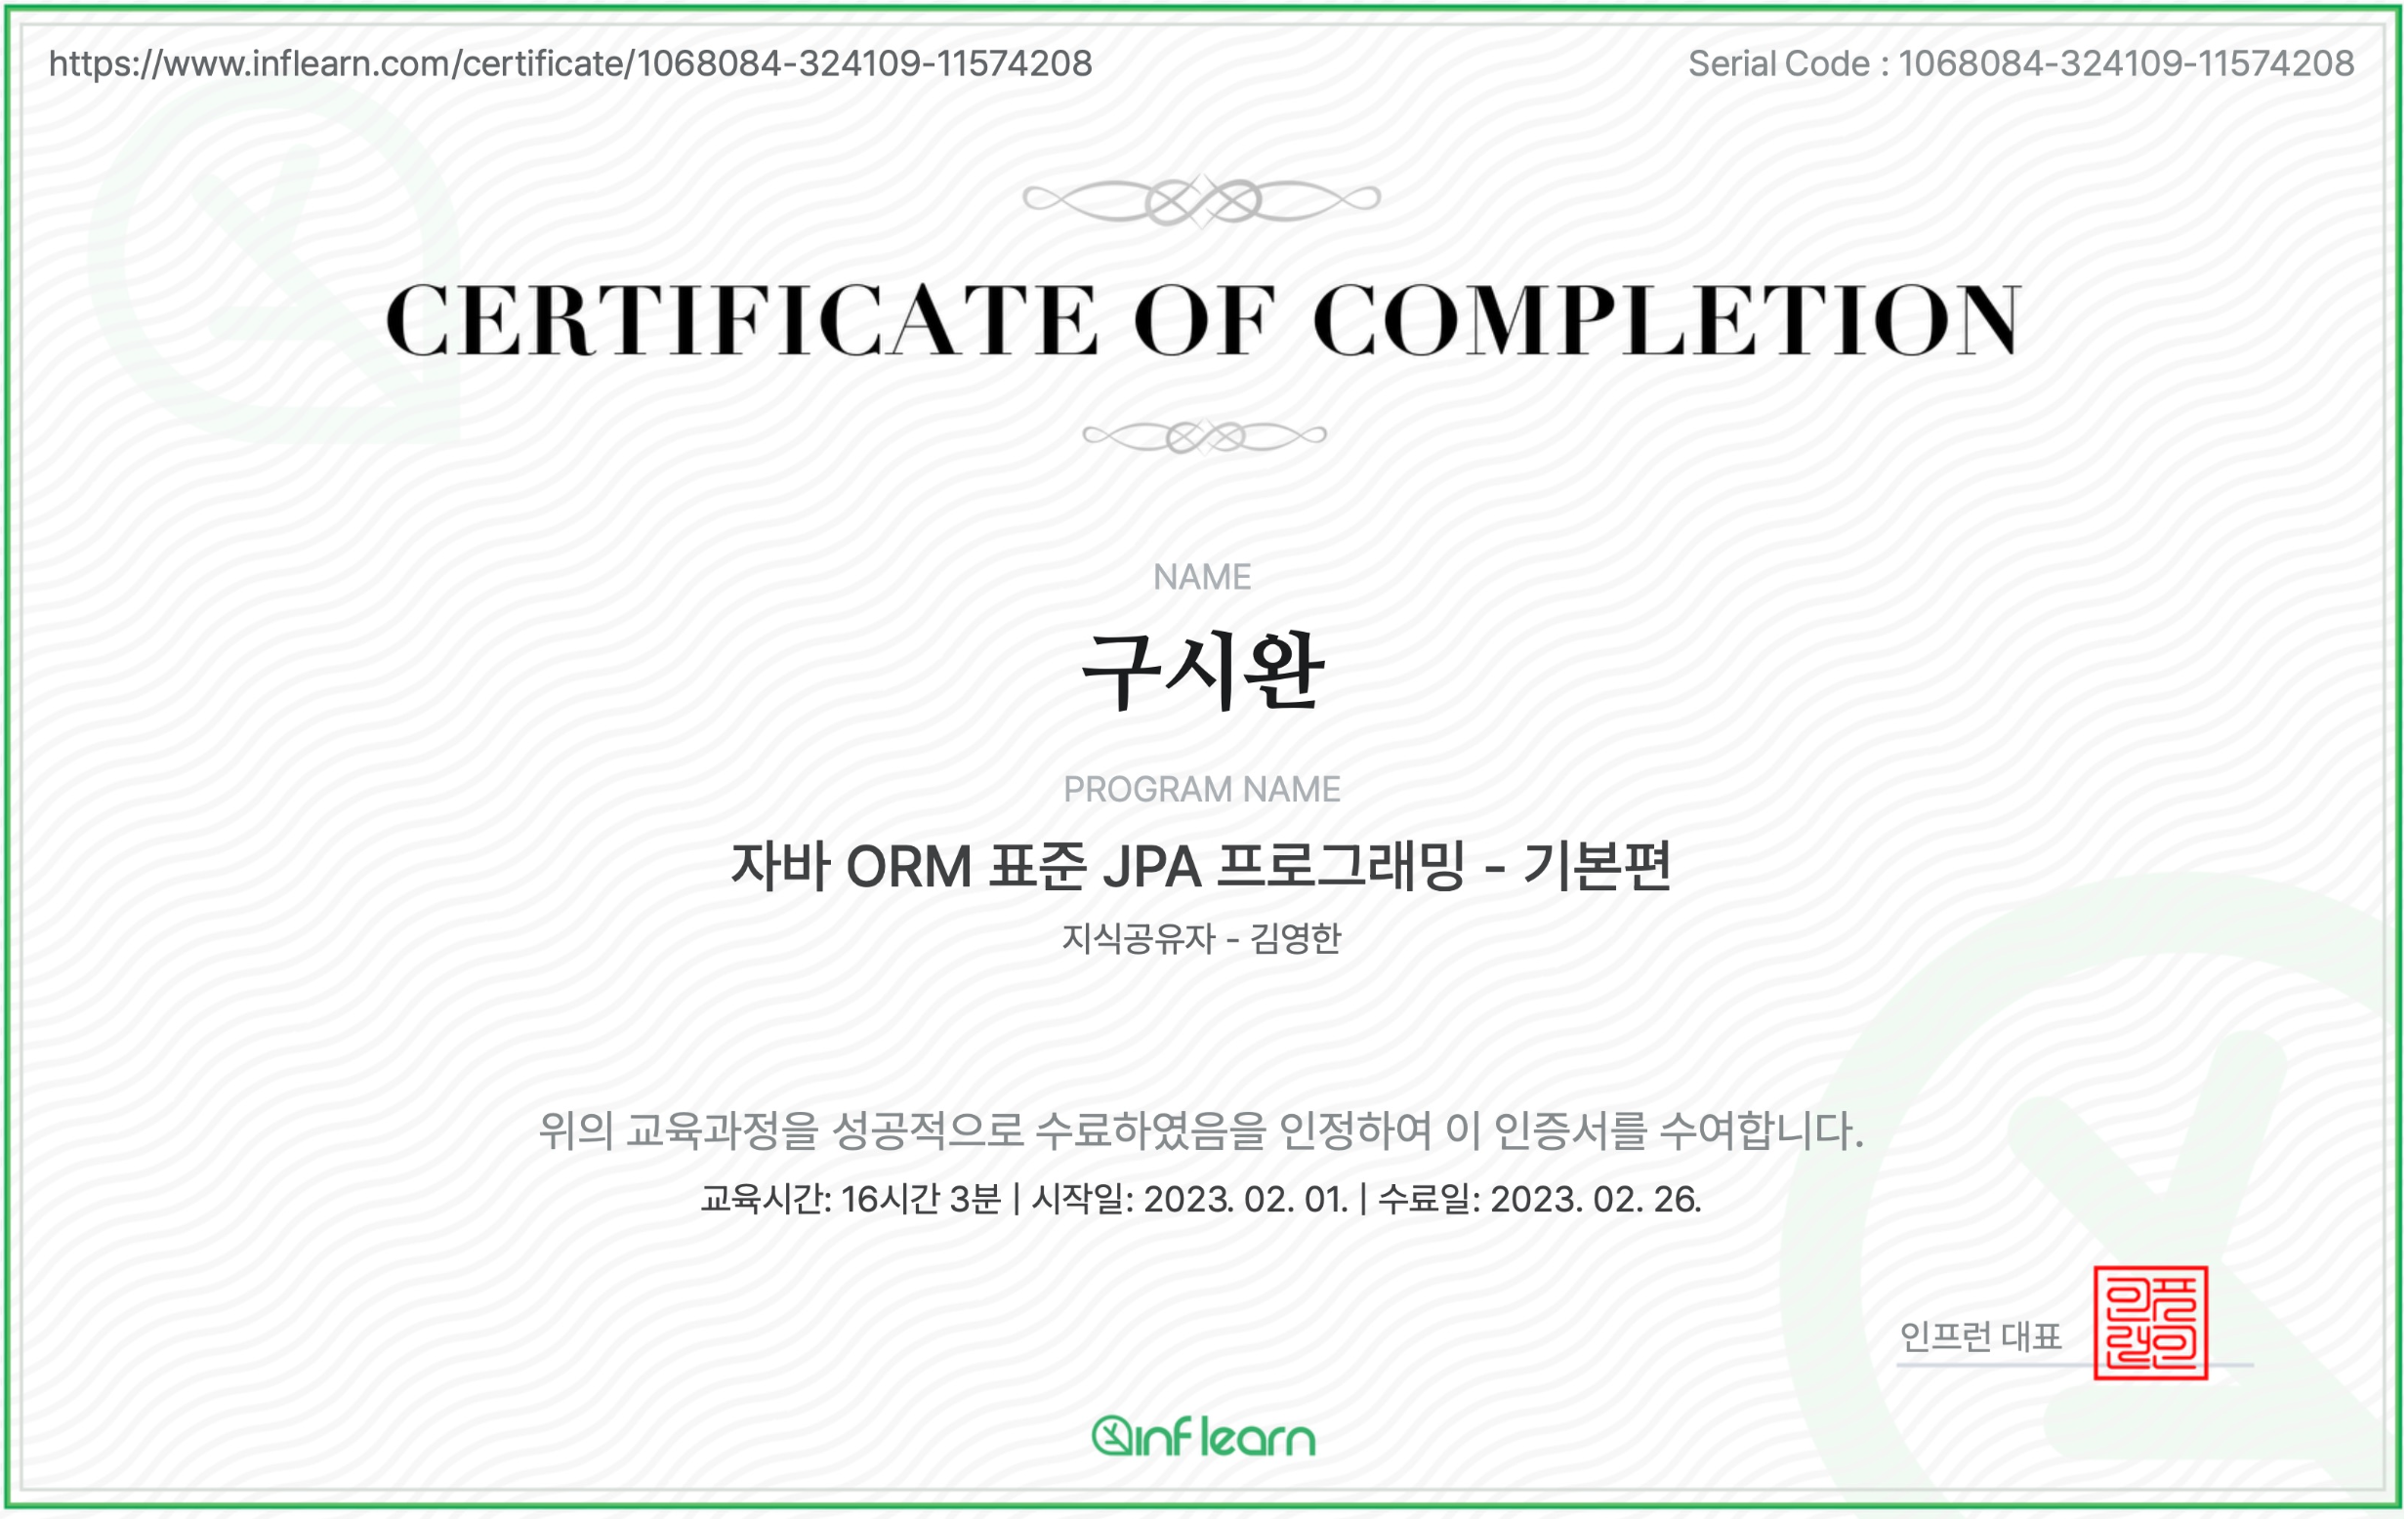 https://www.inflearn.com/certificate/1068084-324109-11574208
Serial Code : 1068084-324109-11574208
CERTIFICATE OF COMPLETION
NAME
구시완
PROGRAM NAME
자바 ORM 표준 JPA 프로그래밍 - 기본편
지식공유자 - 김영한
위의 교육과정을 성공적으로 수료하였음을 인정하여 이 인증서를 수여합니다.
교육시간: 16시간 3분 | 시작일: 2023. 02. 01. | 수료일: 2023. 02. 26.
인프런 대표
inflearn